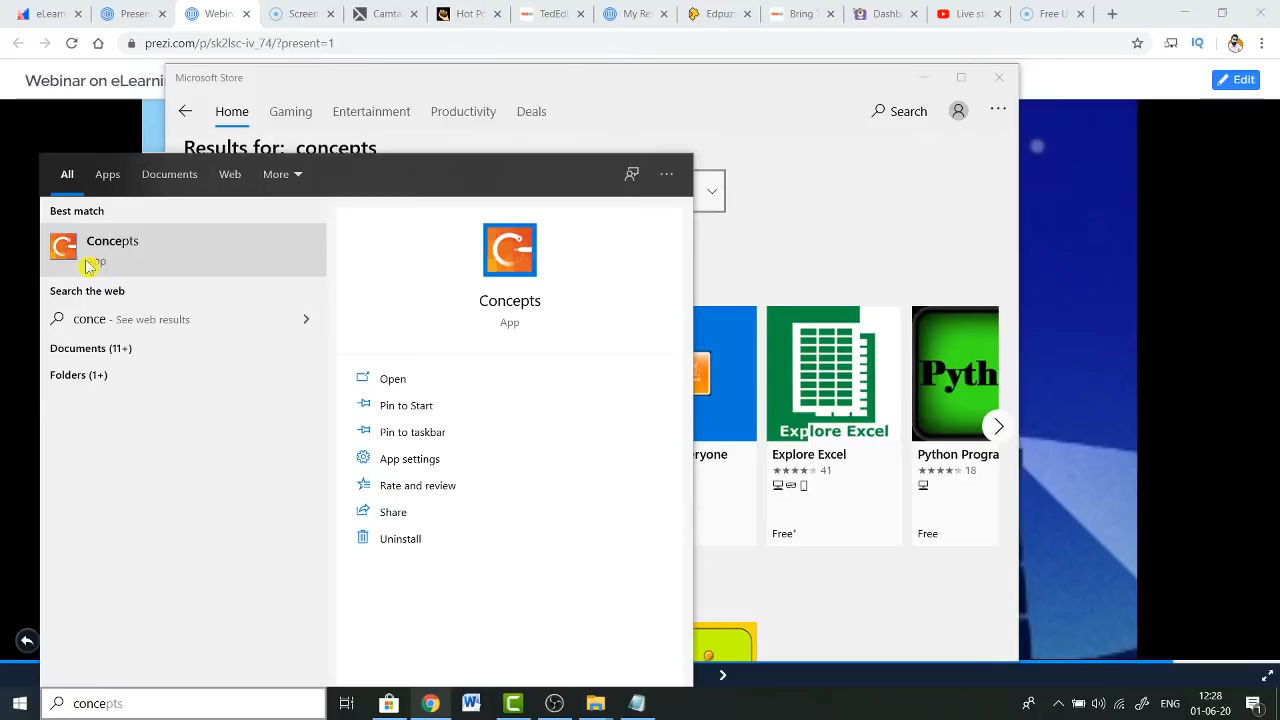 eLearni
Presen
Webin
Screen
Camta
Hot Po
TedEd
My Re
Edpuz
Bring T
Dashb
Live st
Free U
prezi.com/p/sk2lsc-iv_74/?present=1
IQ
Webinar on eLearni
Edit
Microsoft Store
Home Gaming Entertainment Productivity Deals Search
Results for: concepts
All Apps Documents Web More
Best match
Concepts
App
Search the web
conce - See web results
Documents (11+)
Folders (1+)
Concepts
App
Open
Pin to Start
Pin to taskbar
App settings
Rate and review
Share
Uninstall
Explore Excel
Pyth
eryone
Explore Excel
41
Free+
Python Progra
18
Free
concepts
ENG
12:28
01-06-20